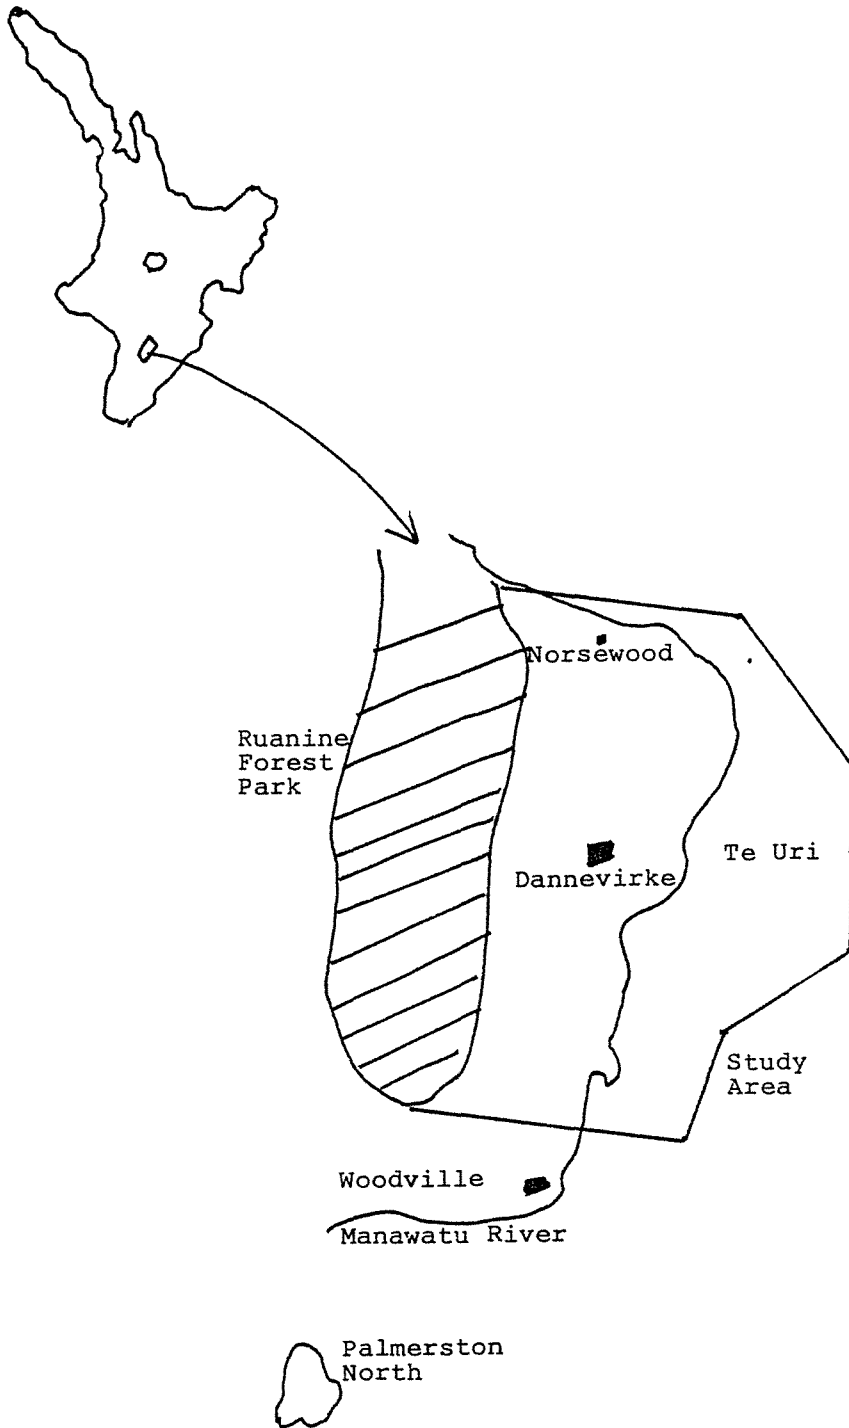 Norsewood
Ruanine
Forest
Park
Te Uri
Dannevirke
Study
Area
Woodville
Manawatu River
Palmerston
North